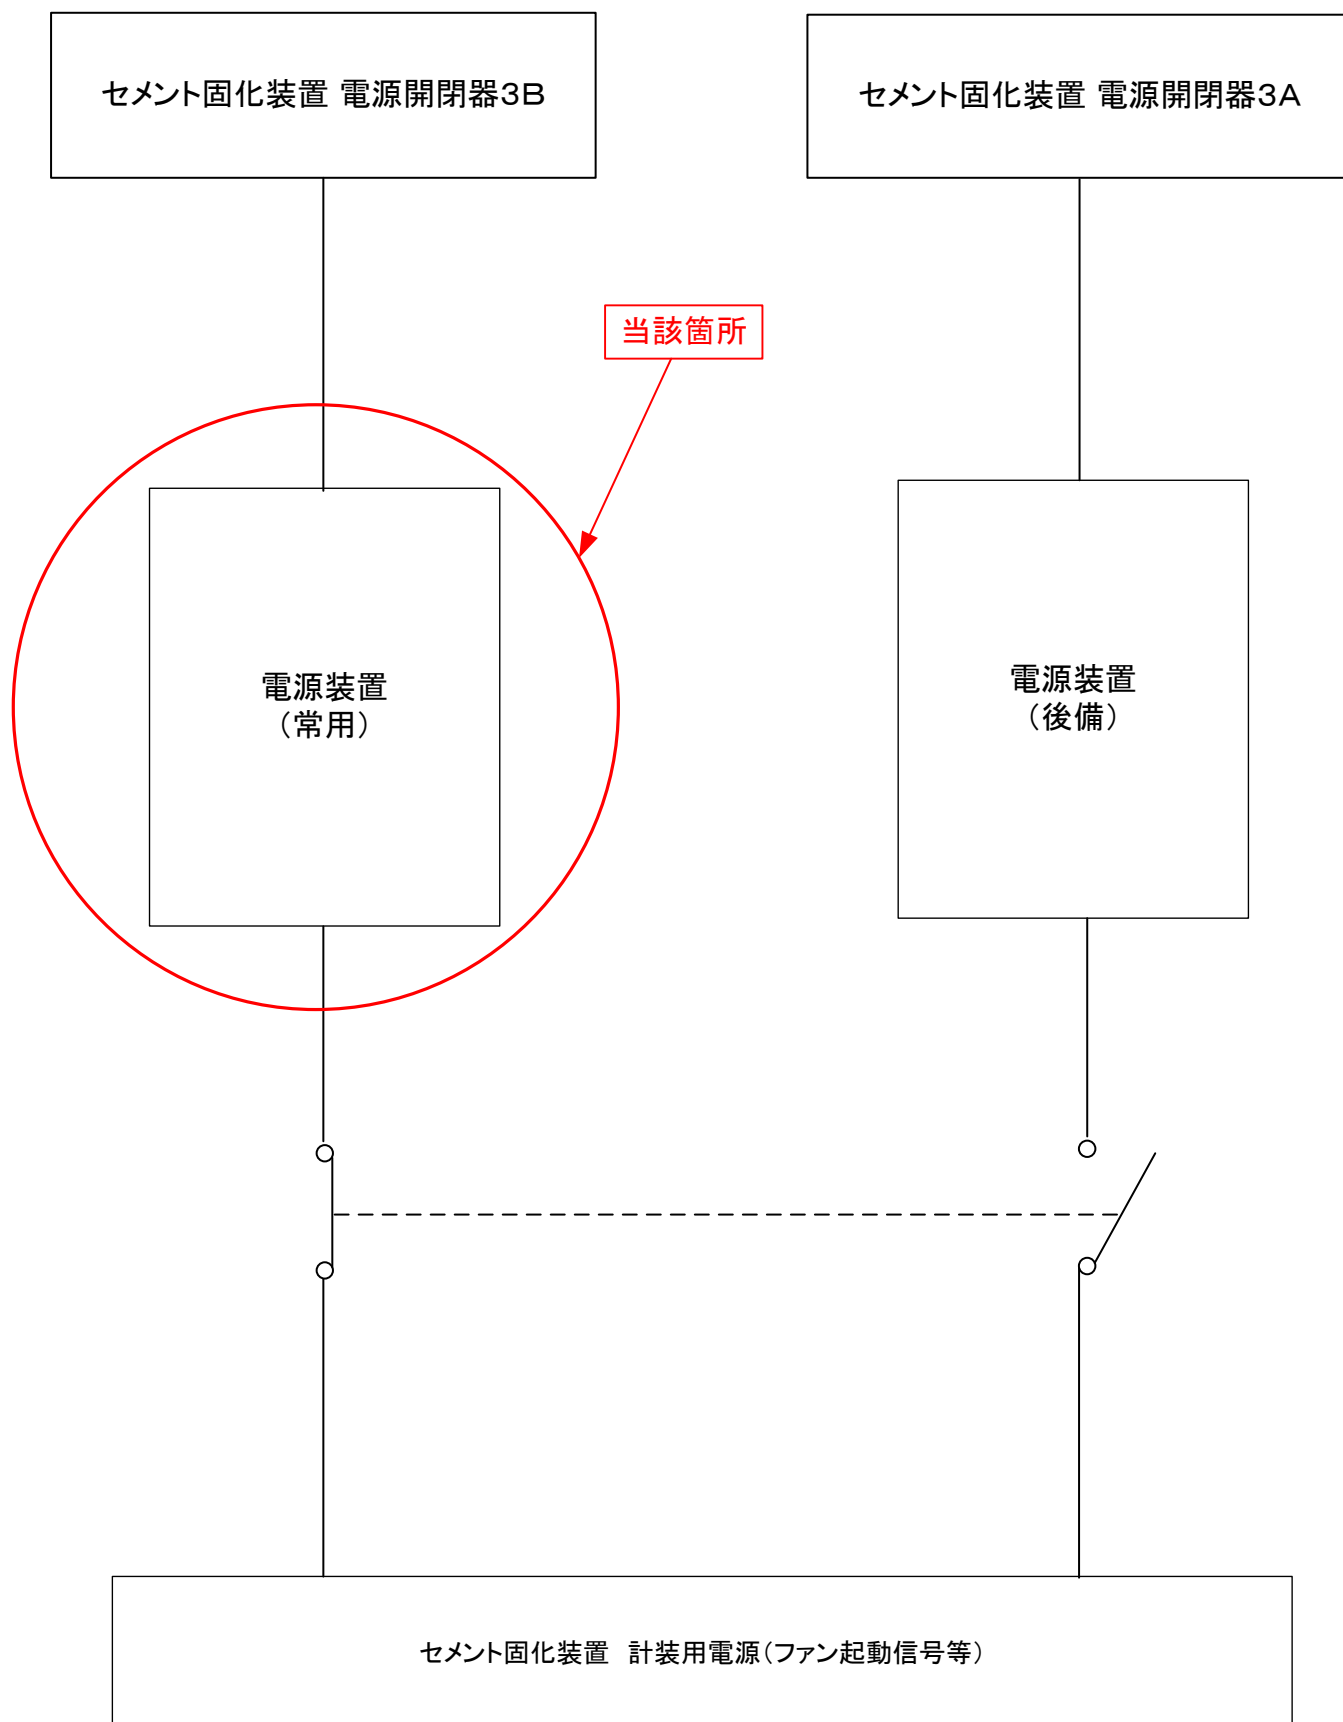 セメント固化装置 電源開閉器3B
セメント固化装置 電源開閉器3A
当該箇所
電源装置
（常用）
電源装置
（後備）
セメント固化装置　計装用電源（ファン起動信号等）